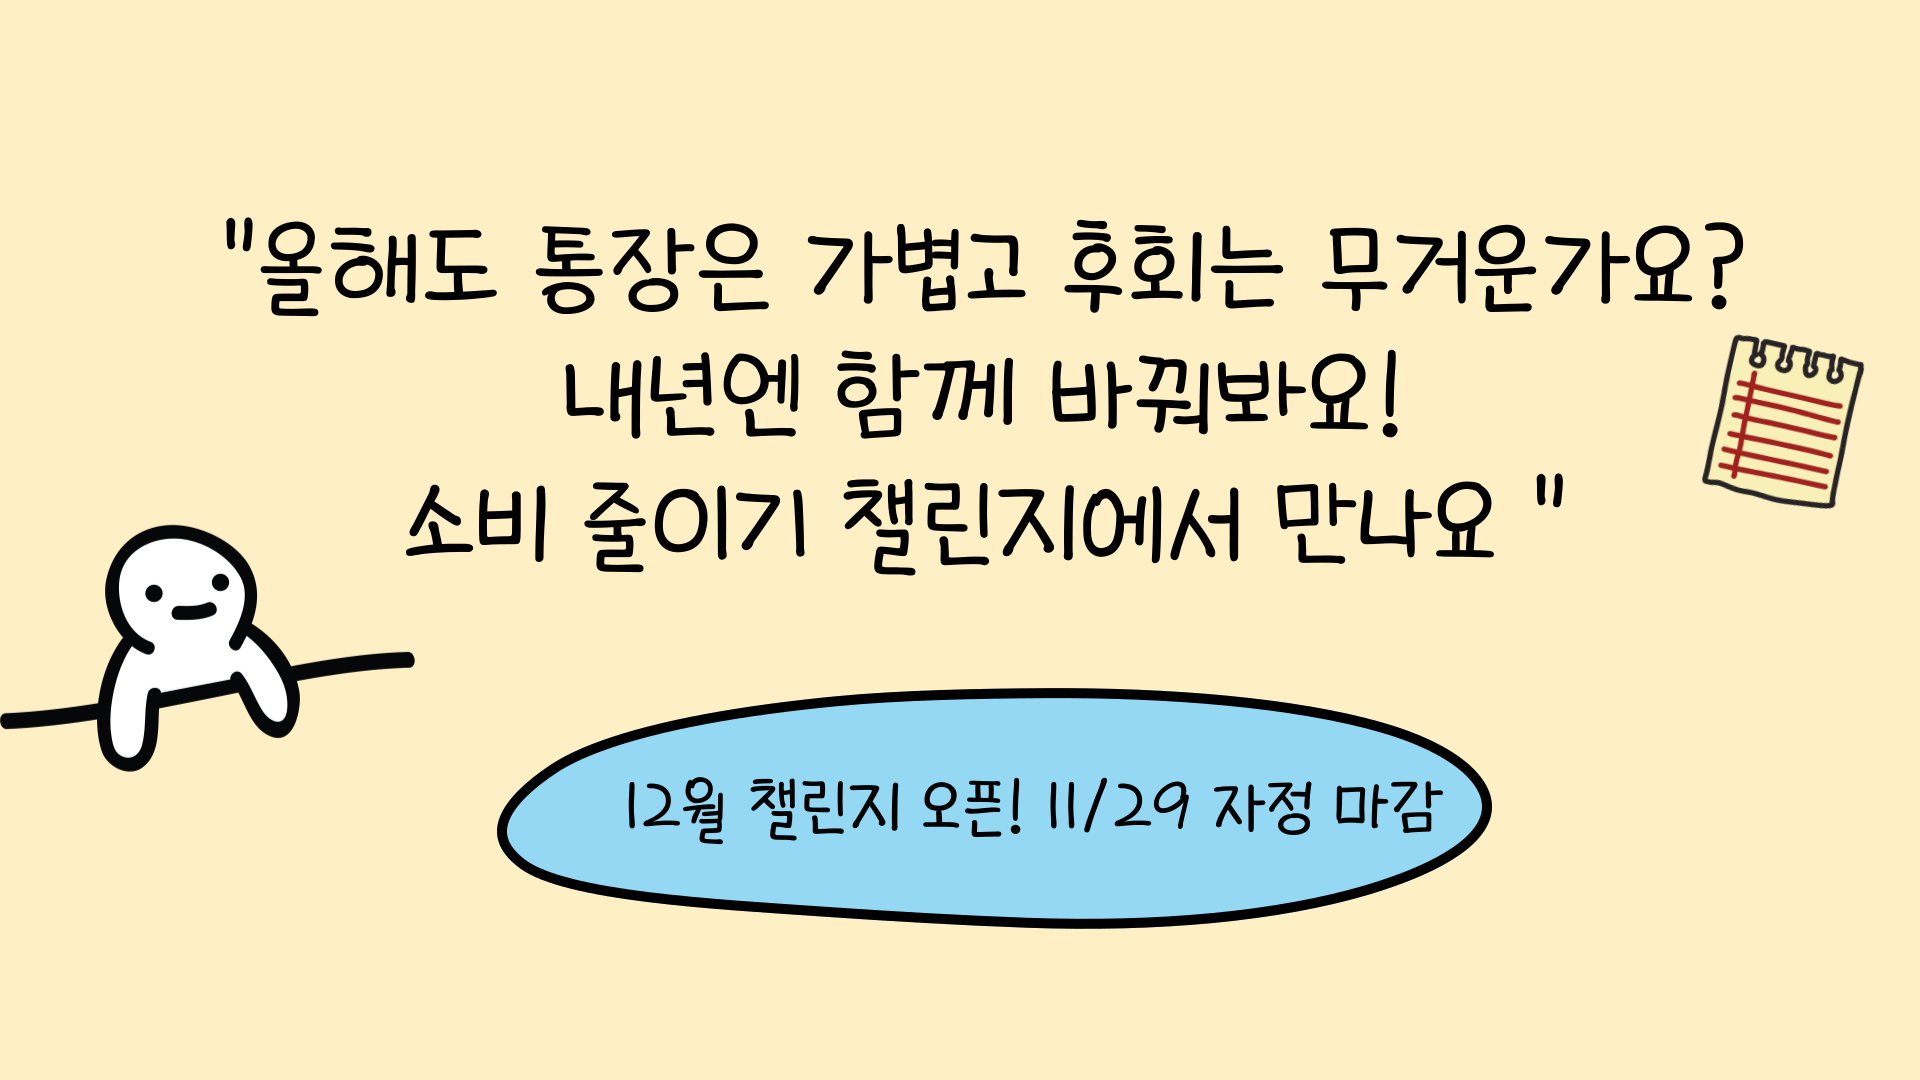 "올해도 통장은 가볍고 후회는 무거운가요?
내년엔 함께 바꿔봐요!
소비 줄이기 챌린지에서 만나요 "
12월 챌린지 오픈! 11/29 자정 마감